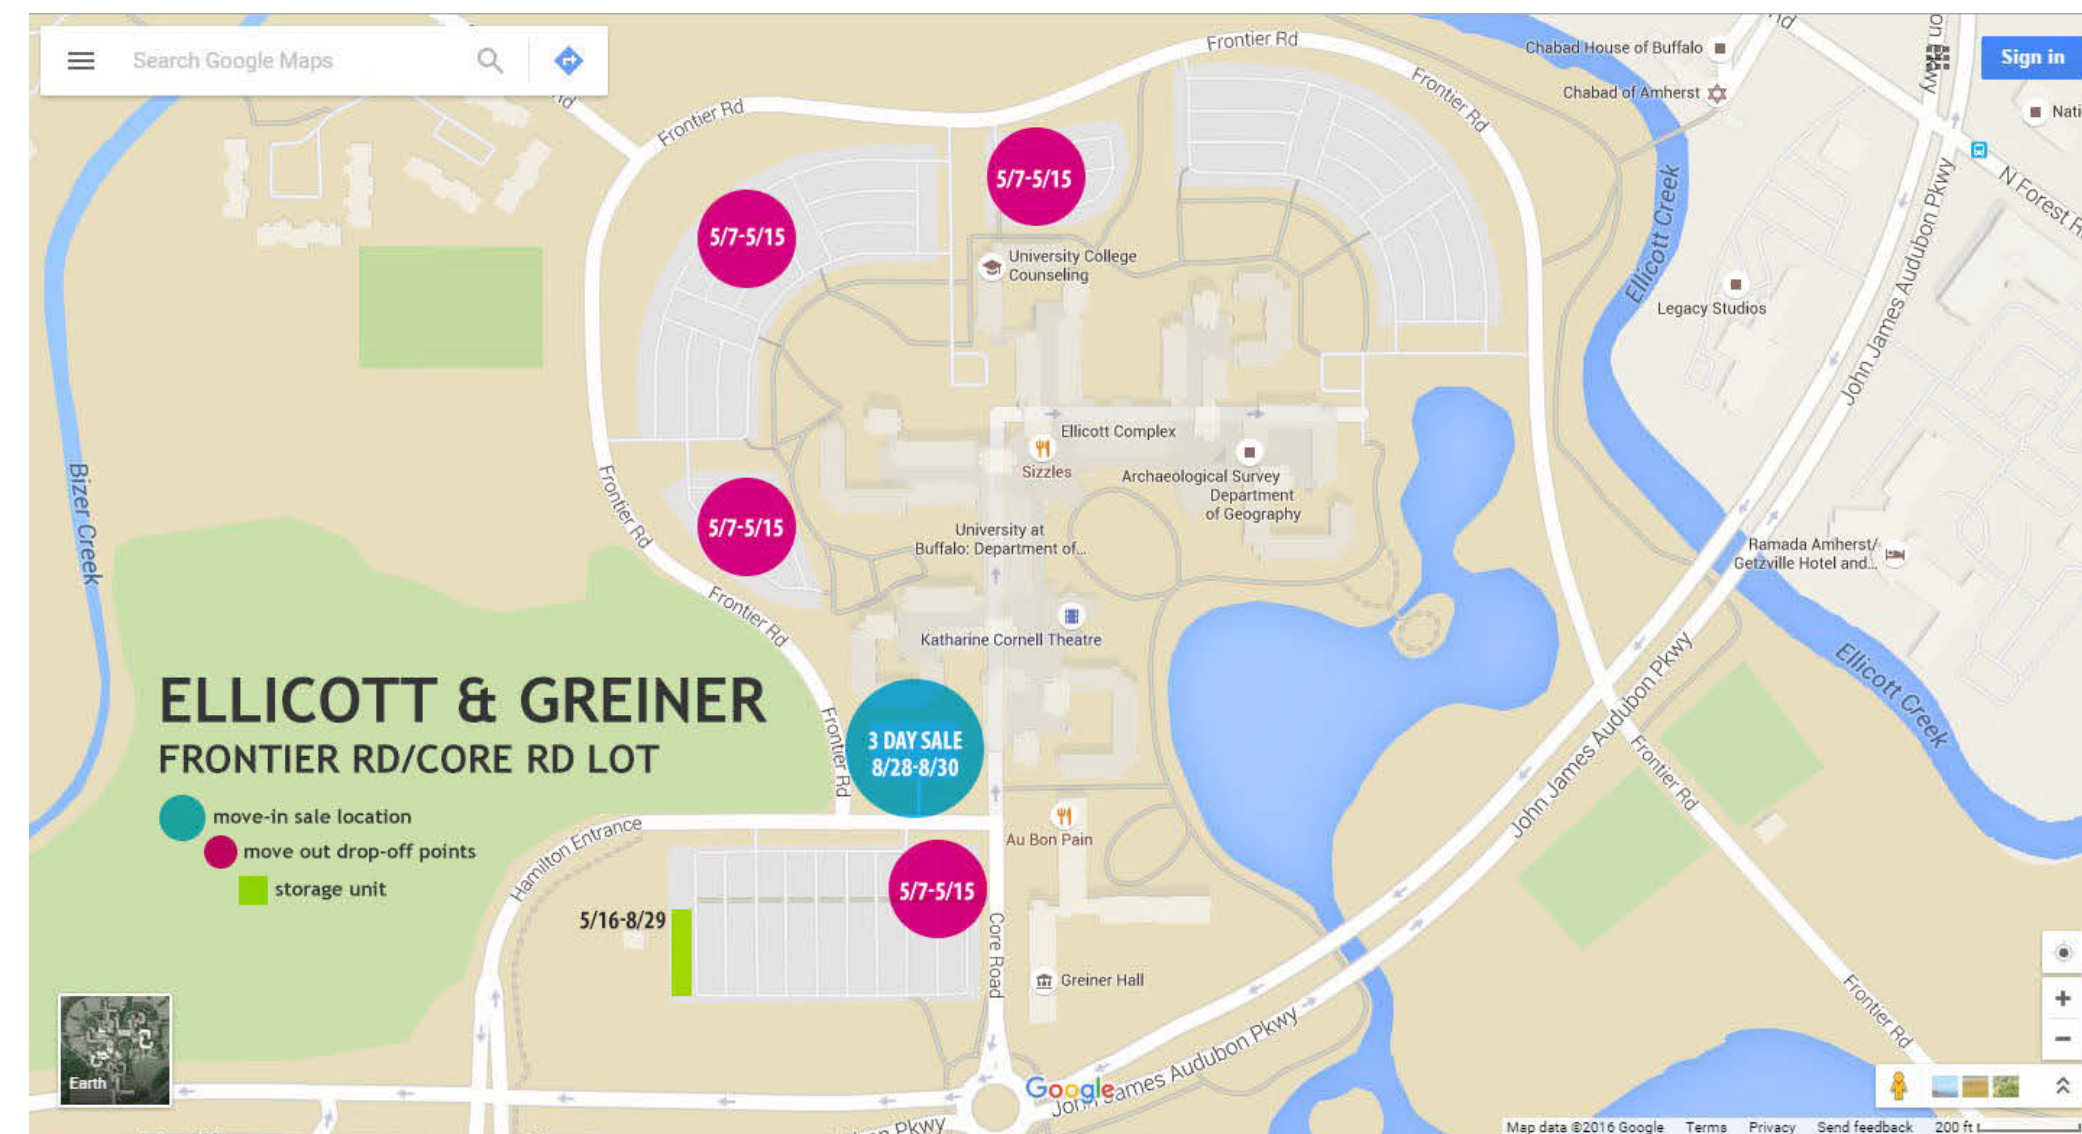 Search Google Maps
Sign in
Frontier Rd
Frontier Rd
Frontier Rd
Chabad House of Buffalo
Chabad of Amherst
Nati
N Forest R
Ellicott Creek
John James Audubon Pkwy
Legacy Studios
5/7-5/15
5/7-5/15
University College
Counseling
Ellicott Complex
Sizzles
Archaeological Survey
Department
of Geography
Bizer Creek
Frontier Rd
5/7-5/15
University at
Buffalo: Department of...
Ramada Amherst/
Getzville Hotel and...
Frontier Rd
Katharine Cornell Theatre
Ellicott Creek
ELLICOTT & GREINER
FRONTIER RD/CORE RD LOT
Frontier Rd
3 DAY SALE
8/28-8/30
John James Audubon Pkwy
Frontier Rd
move-in sale location
move out drop-off points
storage unit
Hamilton Entrance
Au Bon Pain
5/7-5/15
5/16-8/29
Core Road
Greiner Hall
Frontier Rd
Earth
Google
John James Audubon Pkwy
Pkwy
Map data ©2016 Google
Terms
Privacy
Send feedback
200 ft